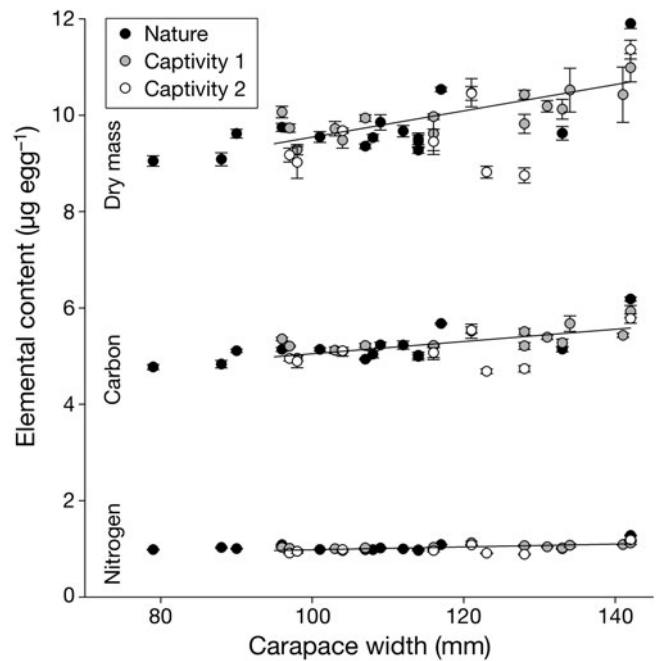 Nature
Captivity 1
Captivity 2
Elemental content (µg egg⁻¹)
Dry mass
Carbon
Nitrogen
12
10
8
6
4
2
0
80
100
120
140
Carapace width (mm)